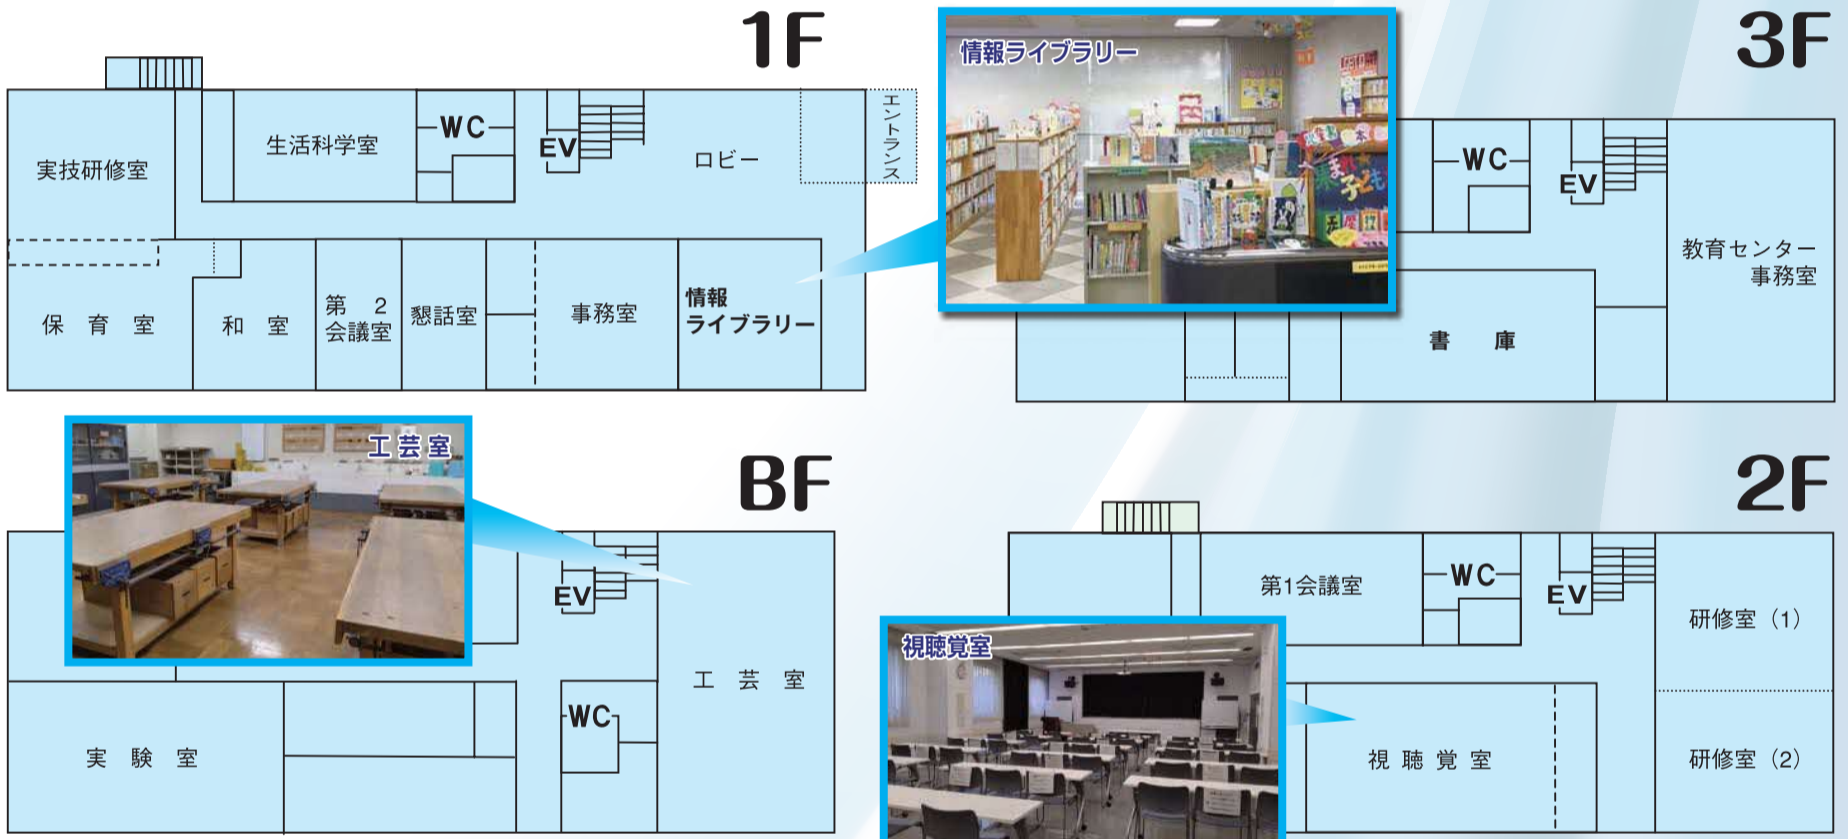 1F
実技研修室
生活科学室
WC
EV
ロビー
エントランス
保育室
和室
第2
会議室
懇話室
事務室
情報
ライブラリー
情報ライブラリー
3F
WC
EV
教育センター
事務室
書庫
BF
工芸室
EV
工芸室
WC
実験室
2F
第1会議室
WC
EV
研修室（1）
視聴覚室
視聴覚室
研修室（2）